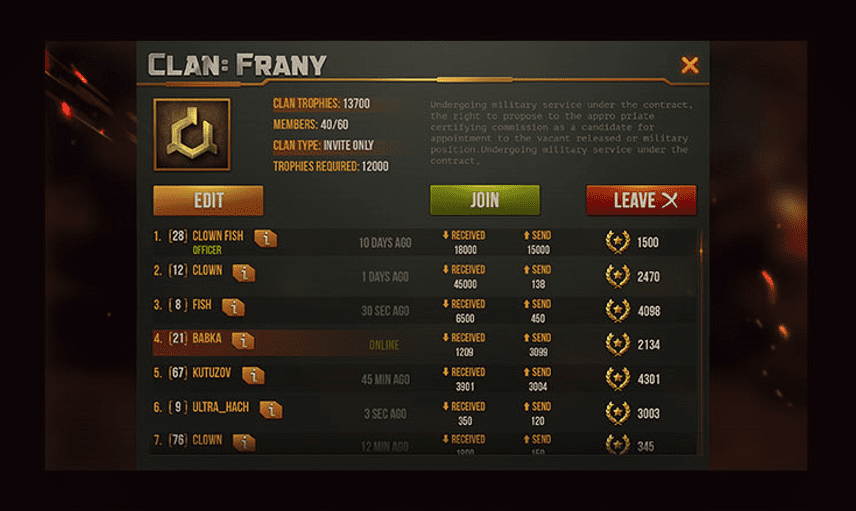 CLAN: FRANY
CLAN TROPHIES: 13700
MEMBERS: 40/60
CLAN TYPE: INVITE ONLY
TROPHIES REQUIRED: 12000
Undergoing military service under the contract,
the right to propose to the appro priate
certifying commission as a candidate for
appointment to the vacant released or military
position.Undergoing military service under the
contract.
EDIT
JOIN
LEAVE
1. [28] CLOWN FISH
OFFICER
i
10 DAYS AGO
RECEIVED
18000
SEND
15000
1500
2. [12] CLOWN
i
1 DAYS AGO
RECEIVED
45000
SEND
138
2470
3. [ 8 ] FISH
i
30 SEC AGO
RECEIVED
6500
SEND
450
4098
4. [21] BABKA
i
ONLINE
RECEIVED
1209
SEND
3099
2134
5. [67] KUTUZOV
i
45 MIN AGO
RECEIVED
3901
SEND
3004
4301
6. [ 9 ] ULTRA_HACH
i
3 SEC AGO
RECEIVED
350
SEND
120
3003
7. [76] CLOWN
i
12 MIN AGO
RECEIVED
1800
SEND
150
345